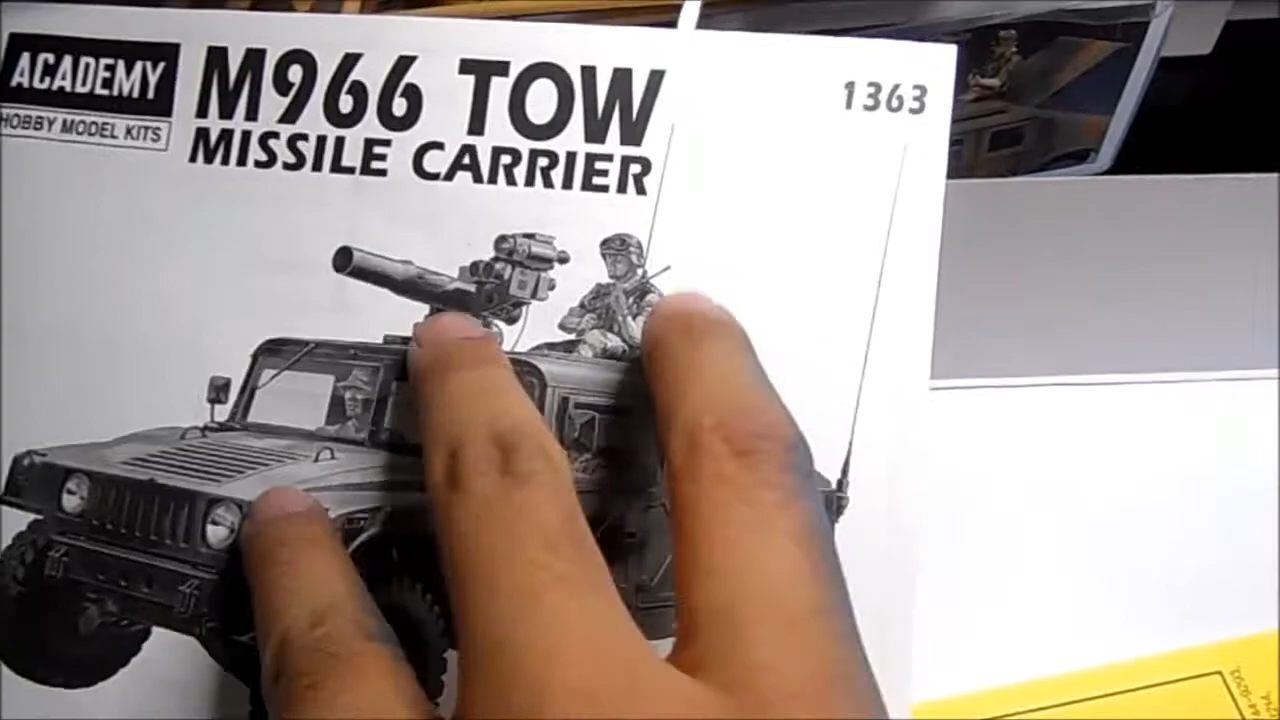 ACADEMY
HOBBY MODEL KITS
M966 TOW
MISSILE CARRIER
1363